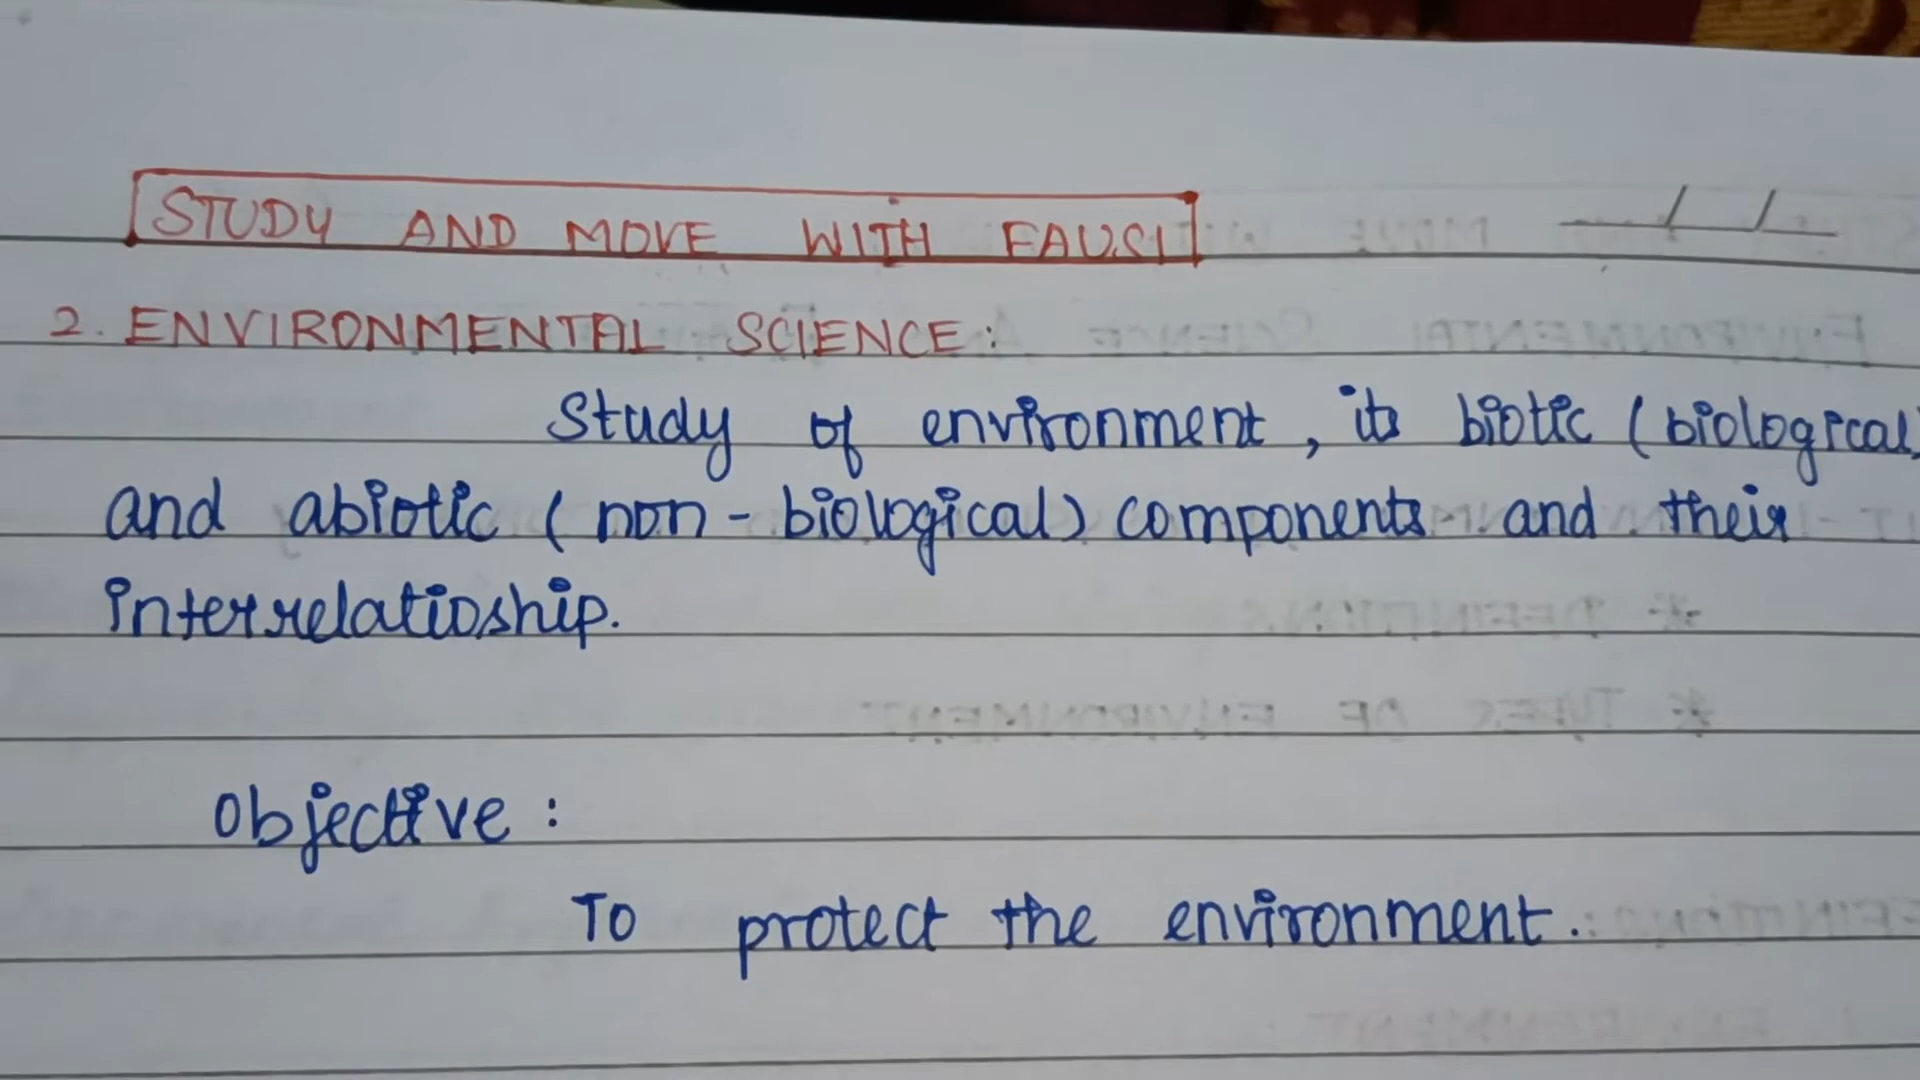 STUDY AND MOVE WITH FAUSI
2. ENVIRONMENTAL SCIENCE:
Study of environment, its biotic (biological)
and abiotic (non-biological) components and their
interrelatioship.
Objective:
To protect the environment.